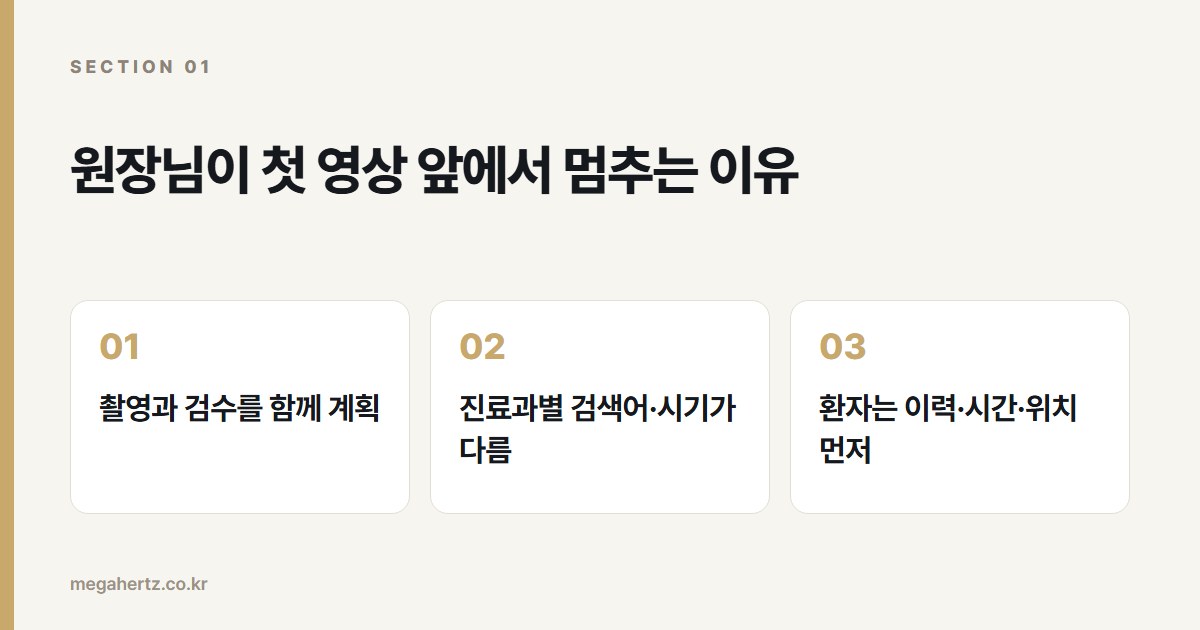 SECTION 01
원장님이 첫 영상 앞에서 멈추는 이유
01
촬영과 검수를 함께 계획
02
진료과별 검색어·시기가
다름
03
환자는 이력·시간·위치
먼저
megahertz.co.kr